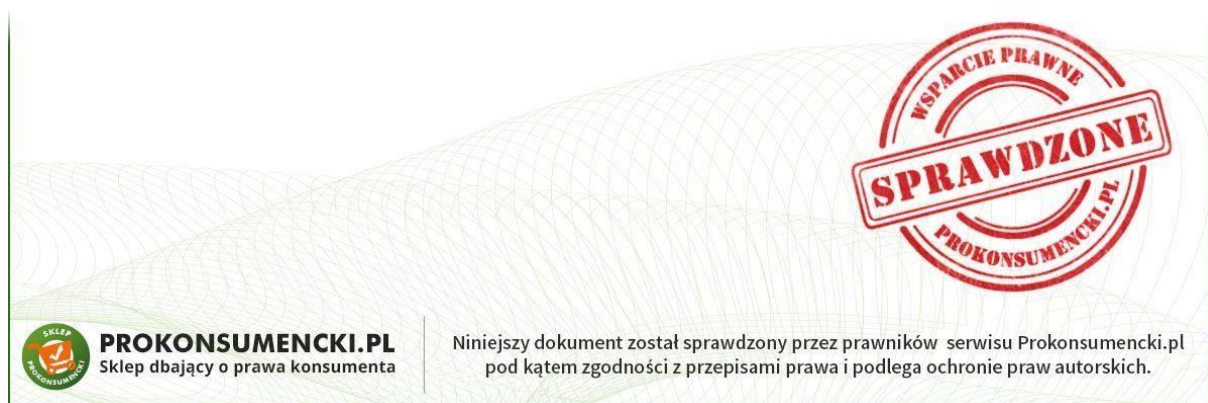 WSPARCIE PRAWNE
SPRAWDZONE
PROKONSUMENCKI.PL
SKLEP
PROKONSUMENCKI
PROKONSUMENCKI.PL
Sklep dbający o prawa konsumenta
Niniejszy dokument został sprawdzony przez prawników serwisu Prokonsumencki.pl
pod kątem zgodności z przepisami prawa i podlega ochronie praw autorskich.